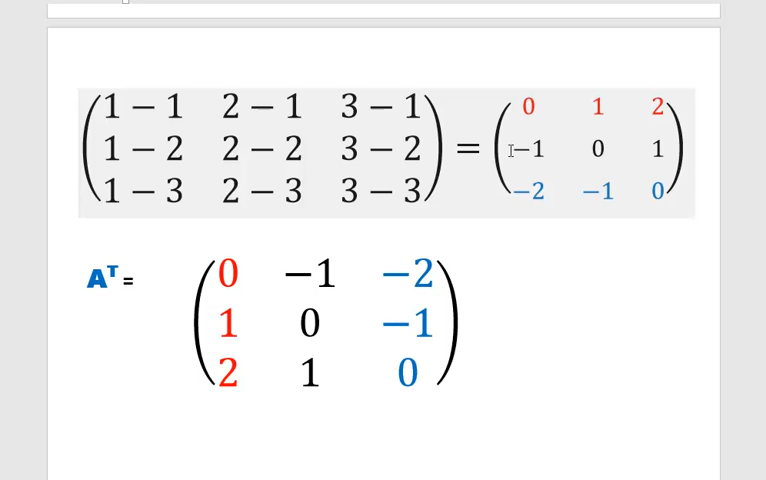 1 − 1 2 − 1 3 − 1 0 1 2
1 − 2 2 − 2 3 − 2 = −1 0 1
1 − 3 2 − 3 3 − 3 −2 −1 0
0 −1 −2
Aᵀ = 1 0 −1
2 1 0